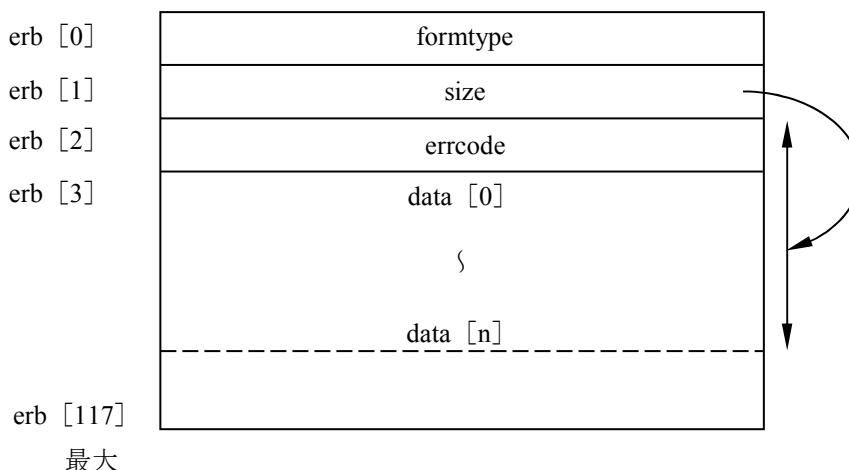 erb［0］ formtype
erb［1］ size
erb［2］ errcode
erb［3］ data［0］
∫
data［n］
erb［117］
最大